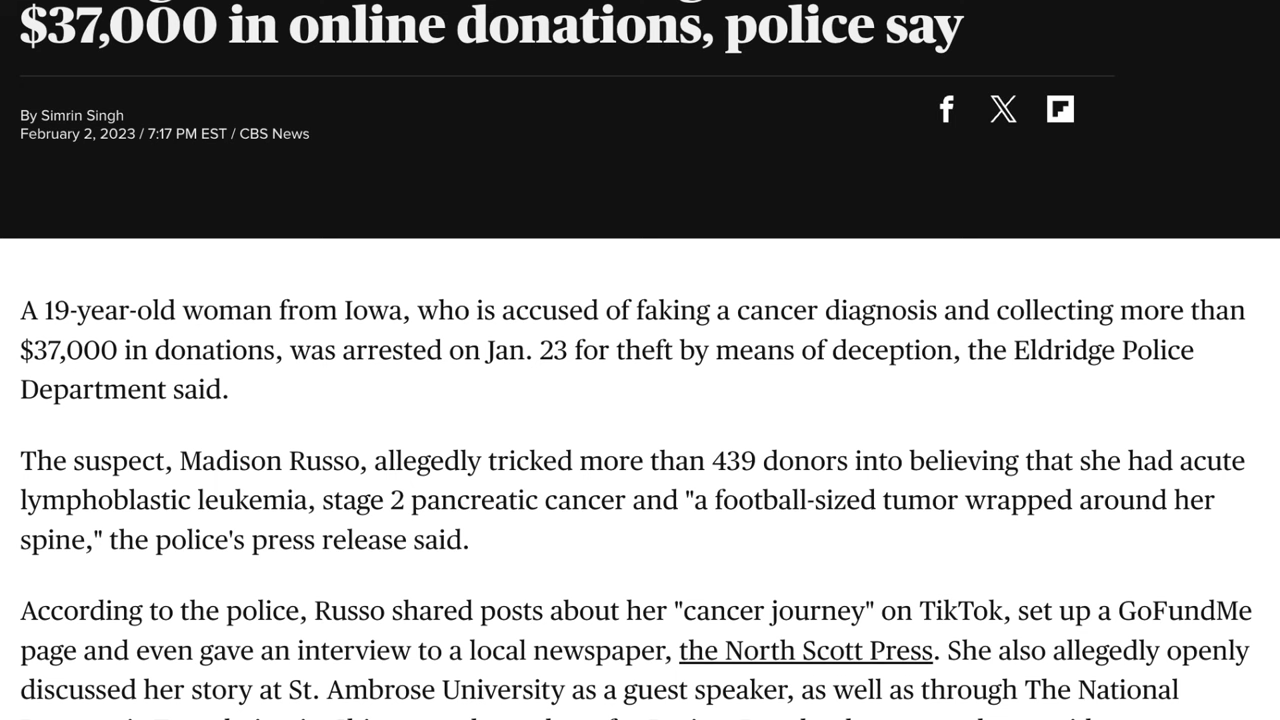 $37,000 in online donations, police say
By Simrin Singh
February 2, 2023 / 7:17 PM EST / CBS News
A 19-year-old woman from Iowa, who is accused of faking a cancer diagnosis and collecting more than
$37,000 in donations, was arrested on Jan. 23 for theft by means of deception, the Eldridge Police
Department said.
The suspect, Madison Russo, allegedly tricked more than 439 donors into believing that she had acute
lymphoblastic leukemia, stage 2 pancreatic cancer and "a football-sized tumor wrapped around her
spine," the police's press release said.
According to the police, Russo shared posts about her "cancer journey" on TikTok, set up a GoFundMe
page and even gave an interview to a local newspaper, the North Scott Press. She also allegedly openly
discussed her story at St. Ambrose University as a guest speaker, as well as through The National